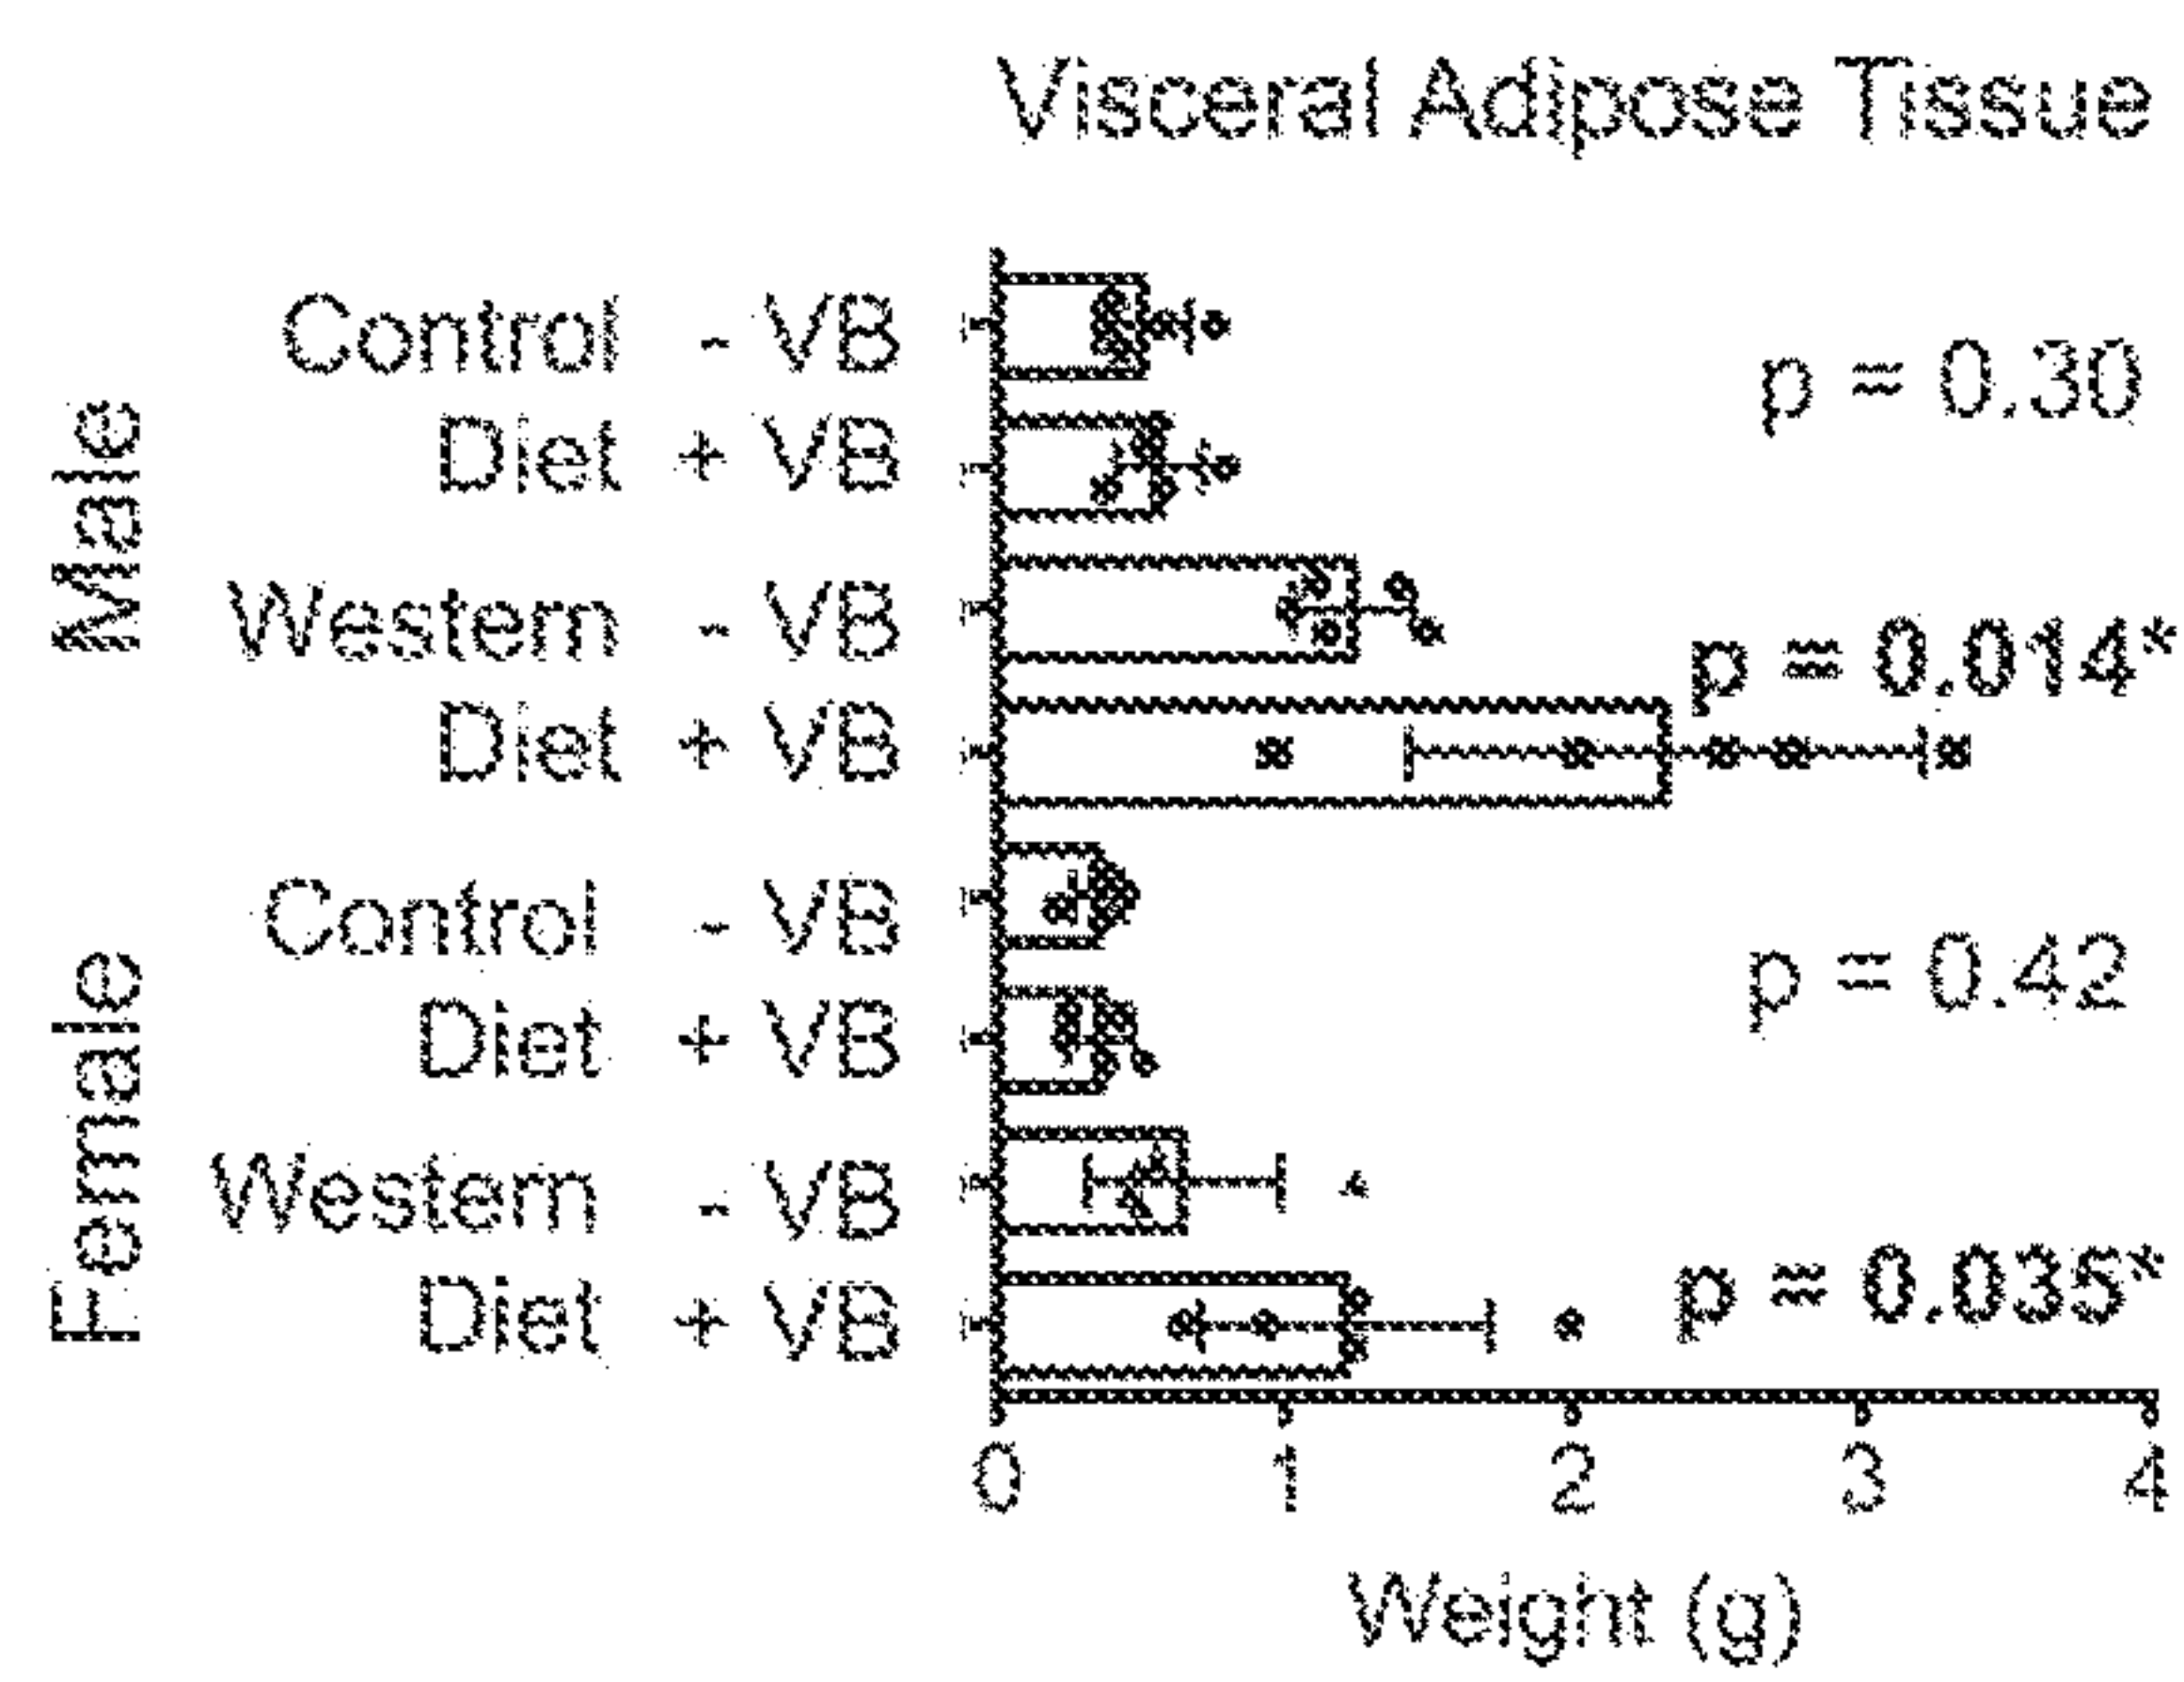 Visceral Adipose Tissue
Male
Control - VB
Diet + VB
p = 0.30
Western - VB
Diet + VB
p = 0.014*
Female
Control - VB
Diet + VB
p = 0.42
Western - VB
Diet + VB
p = 0.035*
0 1 2 3 4
Weight (g)